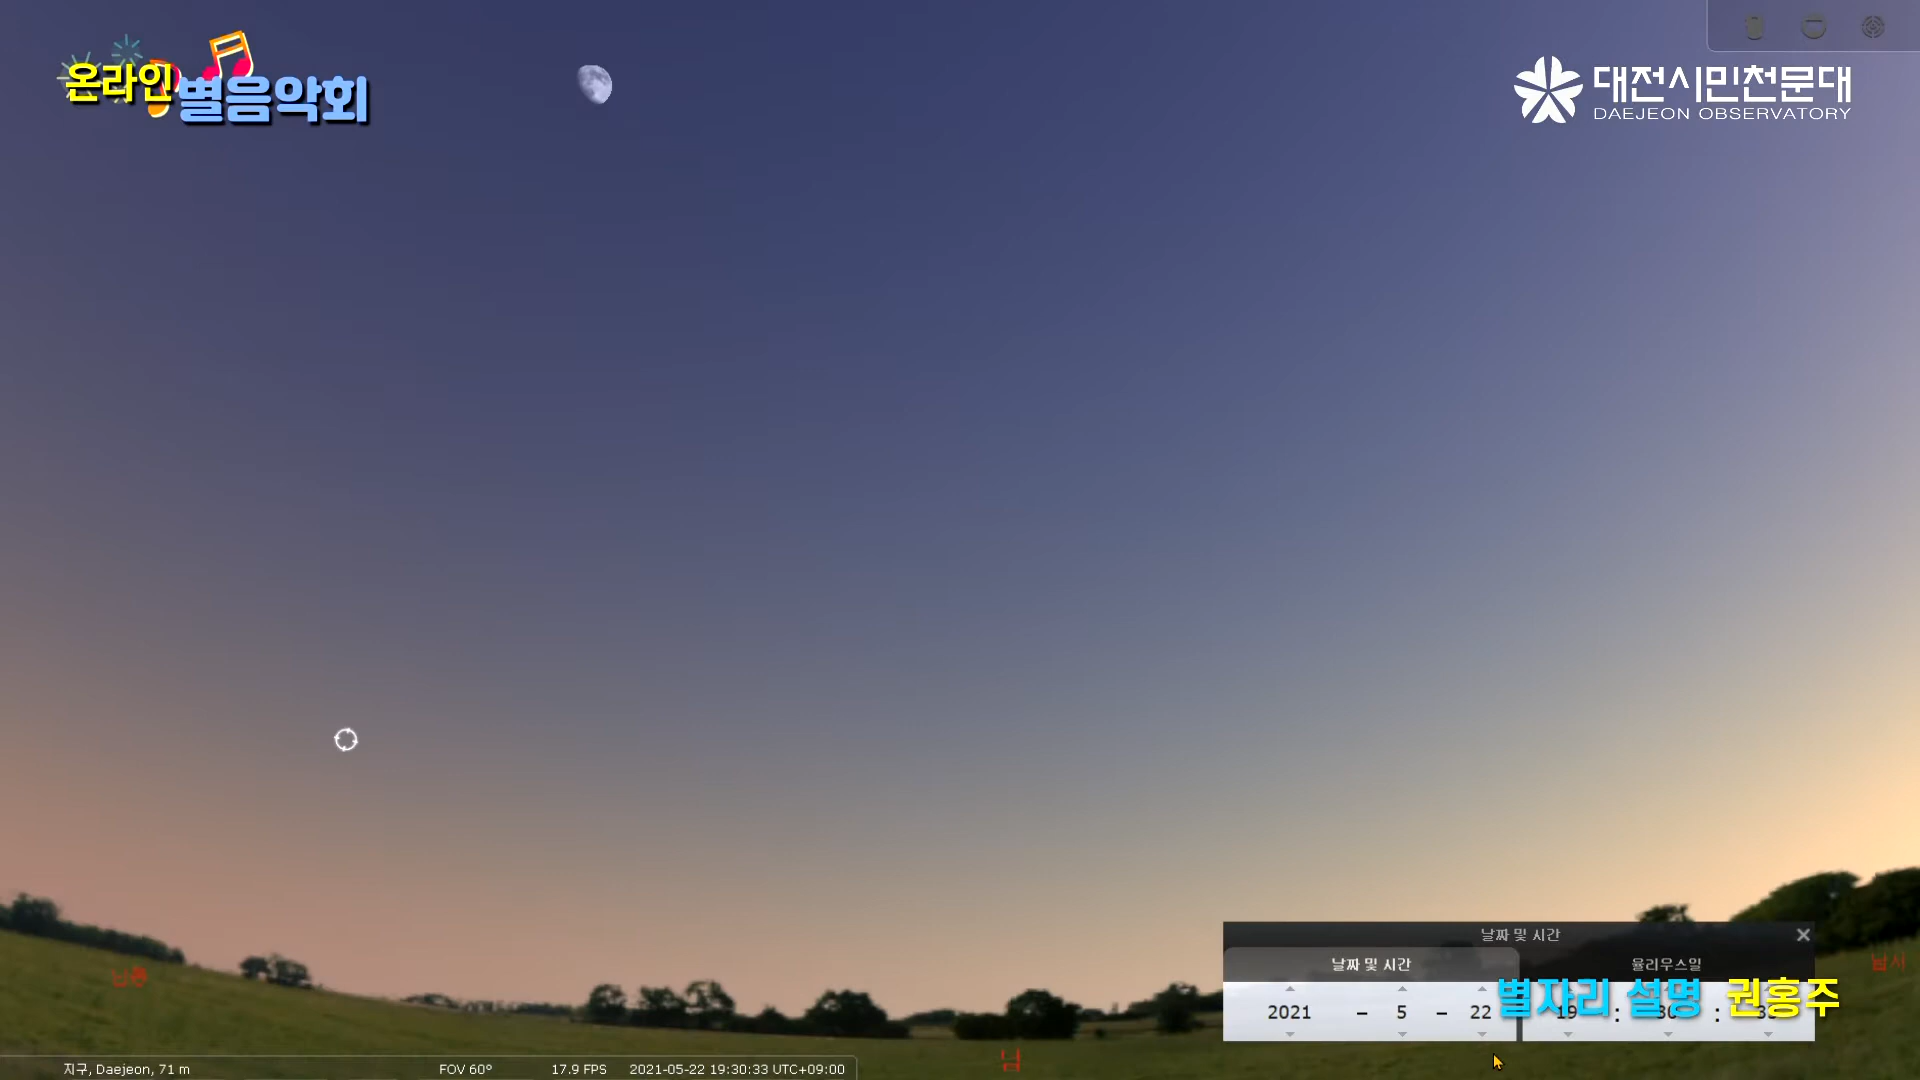 온라인
별음악회
대전시민천문대
DAEJEON OBSERVATORY
날짜 및 시간
날짜 및 시간
율리우스일
2021 - 5 - 22
19 : 30 : 33
별자리 설명 권홍주
남동
남
남서
지구, Daejeon, 71 m
FOV 60°
17.9 FPS
2021-05-22 19:30:33 UTC+09:00